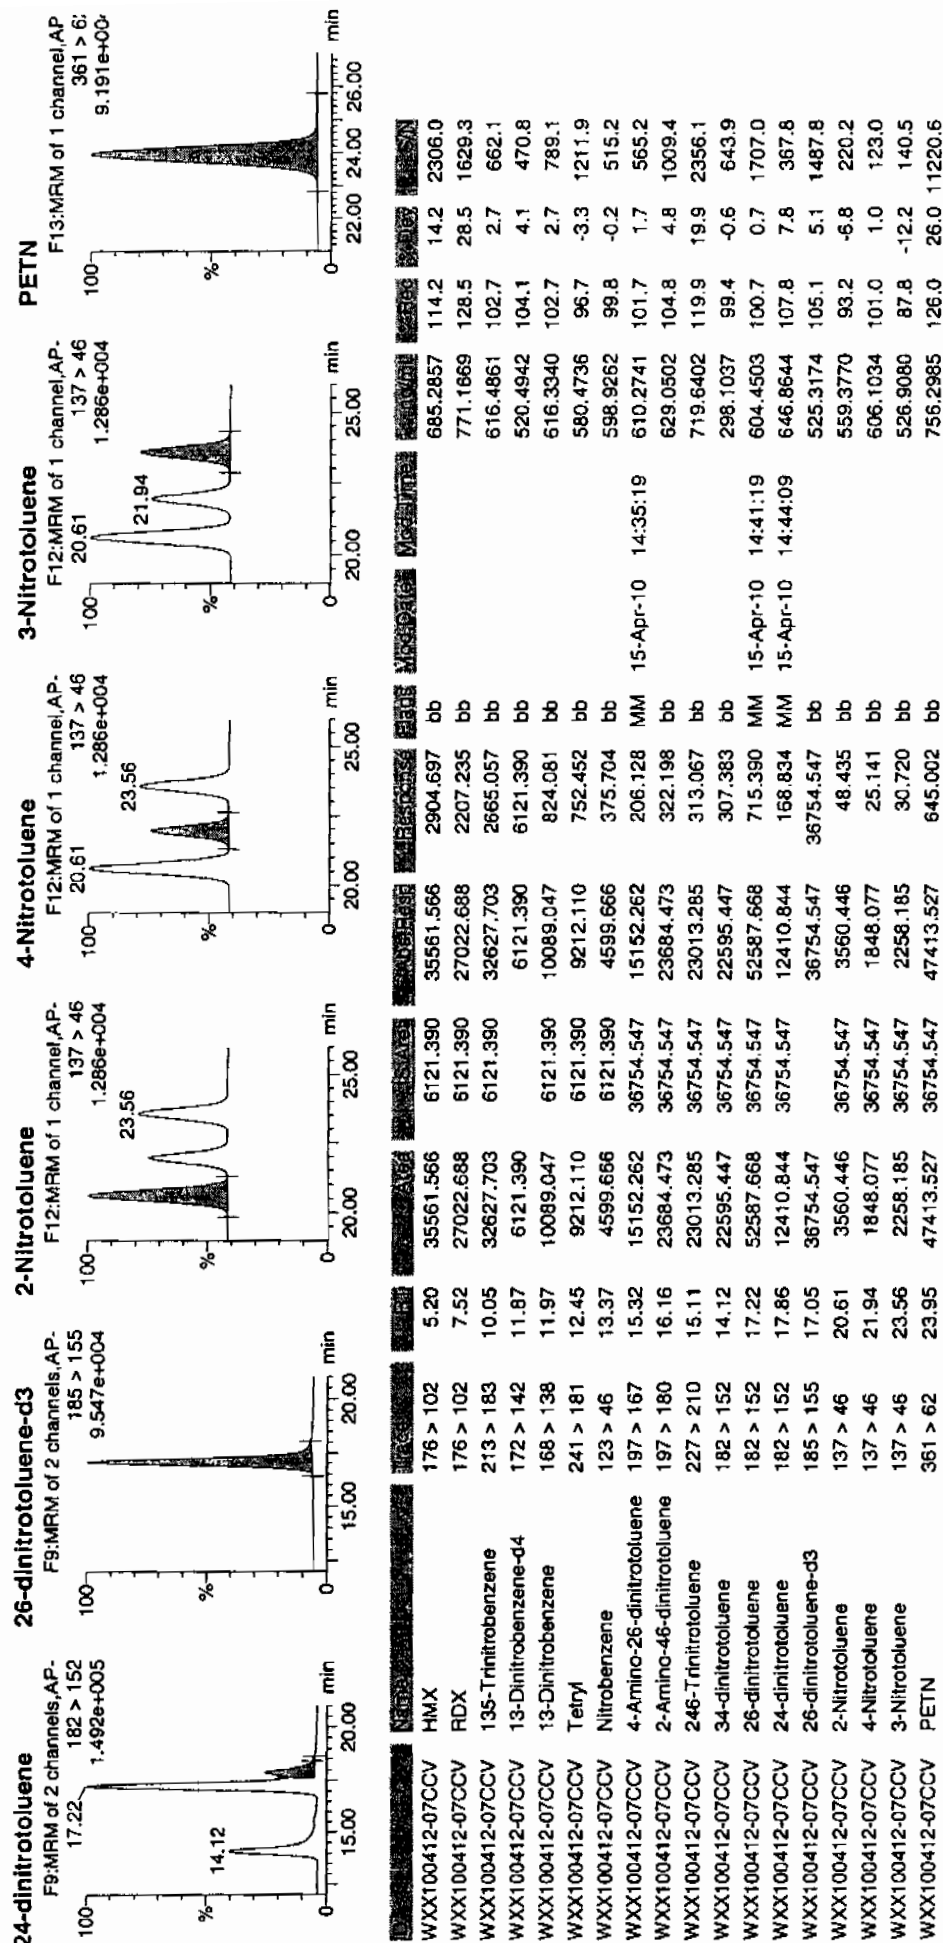 24-dinitrotoluene
F9:MRM of 2 channels,AP-
182 > 152
1.492e+005
100
17.22
14.12
%
0
15.00
20.00
min
26-dinitrotoluene-d3
F9:MRM of 2 channels,AP-
185 > 155
9.547e+004
100
%
0
15.00
20.00
min
2-Nitrotoluene
F12:MRM of 1 channel,AP-
137 > 46
1.286e+004
100
23.56
%
0
20.00
25.00
min
4-Nitrotoluene
F12:MRM of 1 channel,AP-
137 > 46
1.286e+004
100
20.61
23.56
%
0
20.00
25.00
min
3-Nitrotoluene
F12:MRM of 1 channel,AP-
137 > 46
1.286e+004
100
20.61
21.94
%
0
20.00
25.00
PETN
F13:MRM of 1 channel,AP
361 > 6
9.191e+00
100
%
0
22.00
24.00
26.00
min
Name
WXX100412-07CCV HMX 176 > 102 5.20 35561.566 6121.390 35561.566 2904.697 bb 685.2857 114.2 14.2 2306.0
WXX100412-07CCV RDX 176 > 102 7.52 27022.688 6121.390 27022.688 2207.235 bb 771.1669 128.5 28.5 1629.3
WXX100412-07CCV 135-Trinitrobenzene 213 > 183 10.05 32627.703 6121.390 32627.703 2665.057 bb 616.4861 102.7 2.7 662.1
WXX100412-07CCV 13-Dinitrobenzene-d4 172 > 142 11.87 6121.390 6121.390 6121.390 bb 520.4942 104.1 4.1 470.8
WXX100412-07CCV 13-Dinitrobenzene 168 > 138 11.97 10089.047 6121.390 10089.047 824.081 bb 616.3340 102.7 2.7 789.1
WXX100412-07CCV Tetryl 241 > 181 12.45 9212.110 6121.390 9212.110 752.452 bb 580.4736 96.7 -3.3 1211.9
WXX100412-07CCV Nitrobenzene 123 > 46 13.37 4599.666 6121.390 4599.666 375.704 bb 598.9262 99.8 -0.2 515.2
WXX100412-07CCV 4-Amino-26-dinitrotoluene 197 > 167 15.32 15152.262 36754.547 15152.262 206.128 MM 15-Apr-10 14:35:19 610.2741 101.7 1.7 565.2
WXX100412-07CCV 2-Amino-46-dinitrotoluene 197 > 180 16.16 23684.473 36754.547 23684.473 322.198 bb 629.0502 104.8 4.8 1009.4
WXX100412-07CCV 246-Trinitrotoluene 227 > 210 15.11 23013.285 36754.547 23013.285 313.067 bb 719.6402 119.9 19.9 2356.1
WXX100412-07CCV 34-dinitrotoluene 182 > 152 14.12 22595.447 36754.547 22595.447 307.383 bb 298.1037 99.4 -0.6 643.9
WXX100412-07CCV 26-dinitrotoluene 182 > 152 17.22 52587.668 36754.547 52587.668 715.390 MM 15-Apr-10 14:41:19 604.4503 100.7 0.7 1707.0
WXX100412-07CCV 24-dinitrotoluene 182 > 152 17.86 12410.844 36754.547 12410.844 168.834 MM 15-Apr-10 14:44:09 646.8644 107.8 7.8 367.8
WXX100412-07CCV 26-dinitrotoluene-d3 185 > 155 17.05 36754.547 36754.547 36754.547 bb 525.3174 105.1 5.1 1487.8
WXX100412-07CCV 2-Nitrotoluene 137 > 46 20.61 3560.446 36754.547 3560.446 48.435 bb 559.3770 93.2 -6.8 220.2
WXX100412-07CCV 4-Nitrotoluene 137 > 46 21.94 1848.077 36754.547 1848.077 25.141 bb 606.1034 101.0 1.0 123.0
WXX100412-07CCV 3-Nitrotoluene 137 > 46 23.56 2258.185 36754.547 2258.185 30.720 bb 526.9080 87.8 -12.2 140.5
WXX100412-07CCV PETN 361 > 62 23.95 47413.527 36754.547 47413.527 645.002 bb 756.2985 126.0 26.0 11220.6